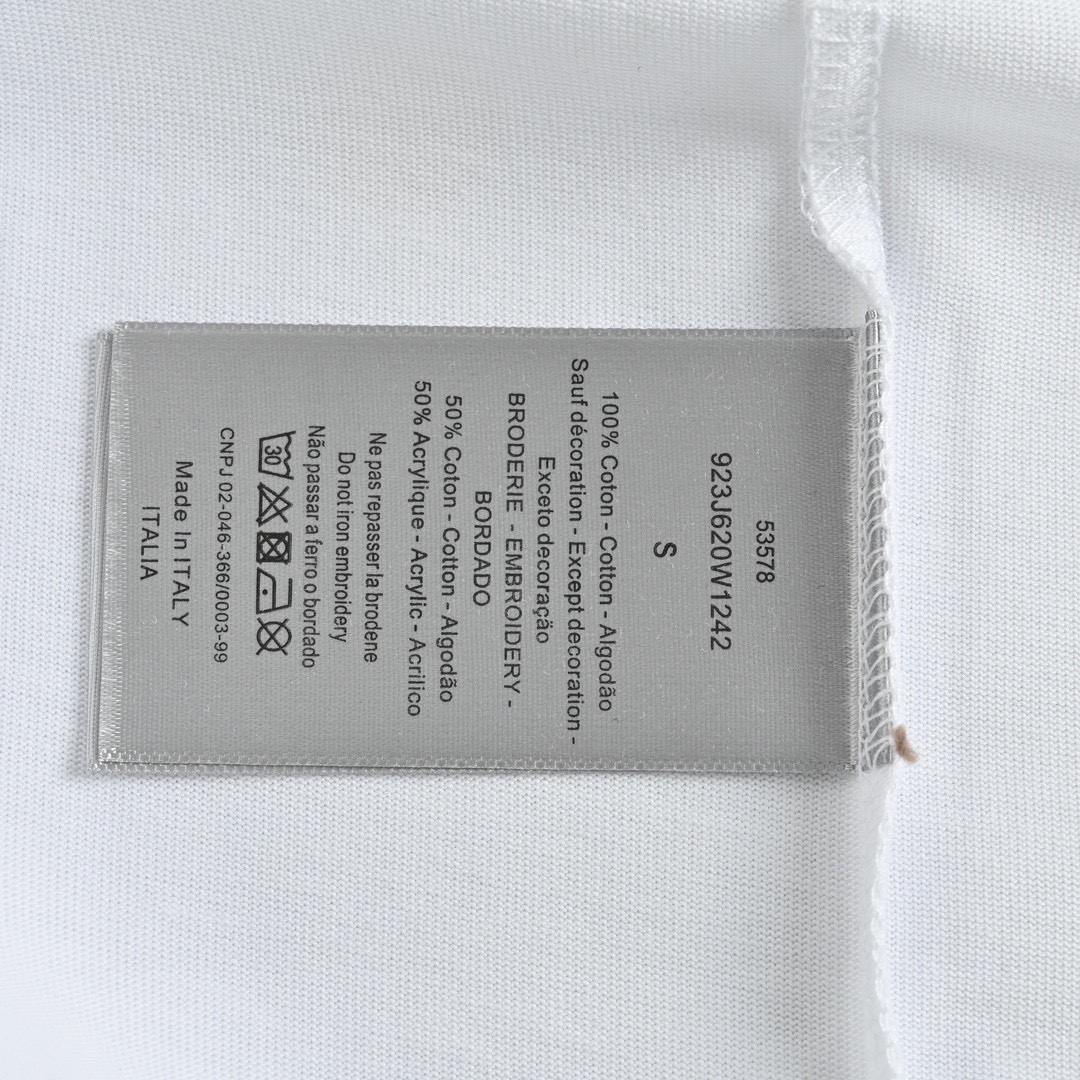 53578
923J620W1242
S
100% Coton - Cotton - Algodão
Sauf décoration - Except decoration -
Exceto decoração
BRODERIE - EMBROIDERY -
BORDADO
50% Coton - Cotton - Algodão
50% Acrylique - Acrylic - Acrilico
Ne pas repasser la brodene
Do not iron embroidery
Não passar a ferro o bordado
30
CNPJ 02-046-366/0003-99
Made In ITALY
ITALIA